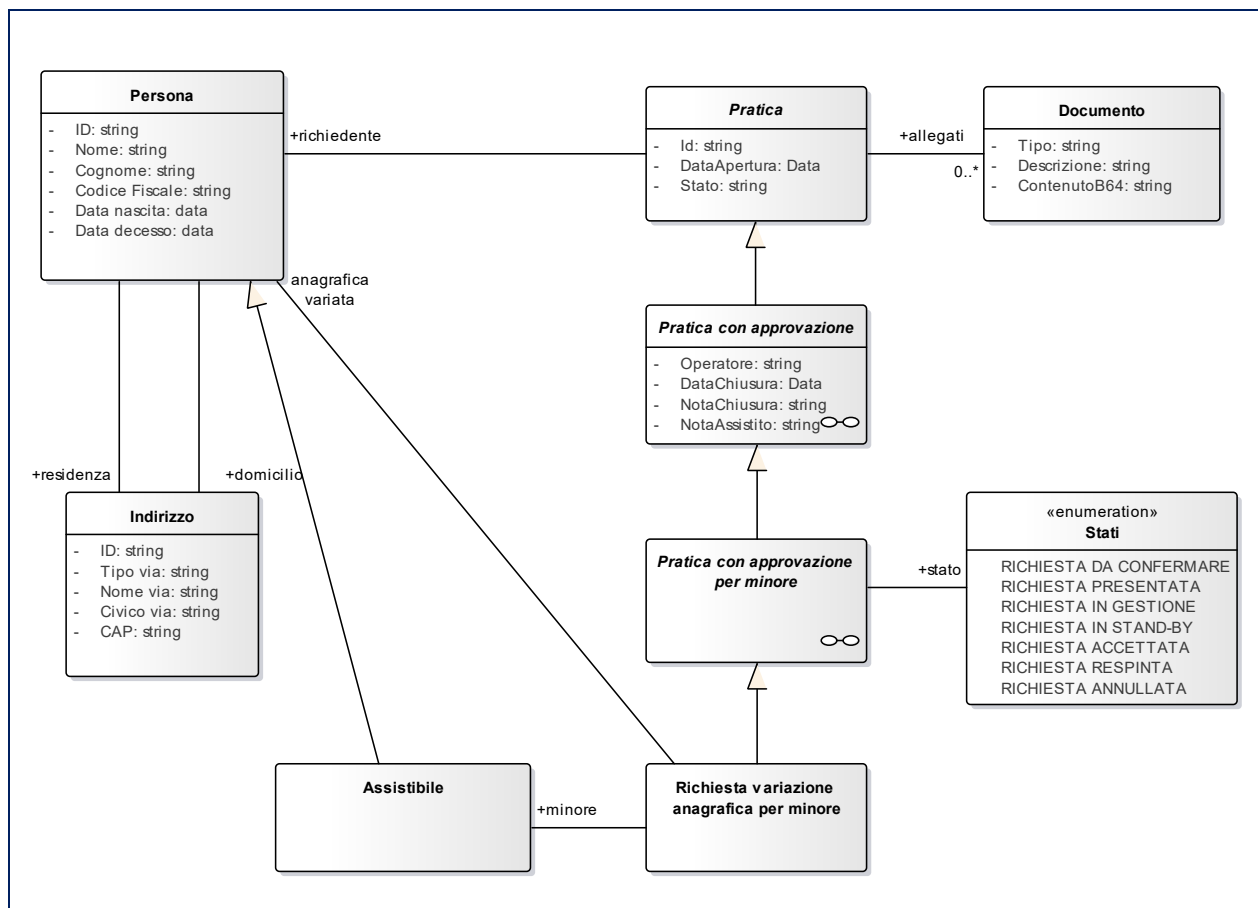 Persona
- ID: string
- Nome: string
- Cognome: string
- Codice Fiscale: string
- Data nascita: data
- Data decesso: data
+richiedente
Pratica
- Id: string
- DataApertura: Data
- Stato: string
+allegati
0..*
Documento
- Tipo: string
- Descrizione: string
- ContenutoB64: string
anagrafica
variata
Pratica con approvazione
- Operatore: string
- DataChiusura: Data
- NotaChiusura: string
- NotaAssistito: string
+residenza
+domicilio
Indirizzo
- ID: string
- Tipo via: string
- Nome via: string
- Civico via: string
- CAP: string
Pratica con approvazione
per minore
+stato
«enumeration»
Stati
RICHIESTA DA CONFERMARE
RICHIESTA PRESENTATA
RICHIESTA IN GESTIONE
RICHIESTA IN STAND-BY
RICHIESTA ACCETTATA
RICHIESTA RESPINTA
RICHIESTA ANNULLATA
Assistibile
+minore
Richiesta variazione
anagrafica per minore